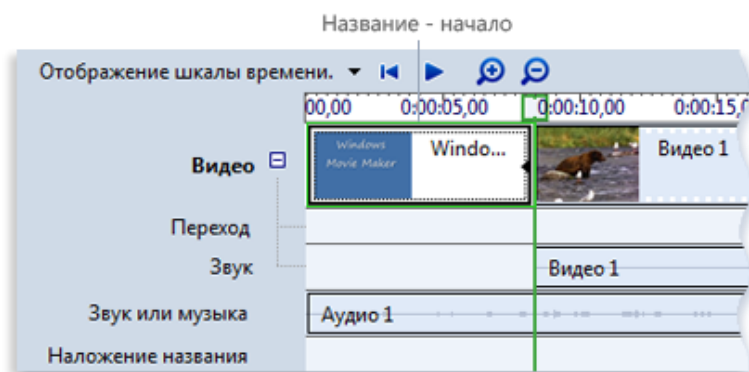 Название - начало
Отображение шкалы времени.
00,00 0:00:05,00 0:00:10,00 0:00:15,0
Видео
Windows
Movie Maker
Windo...
Видео 1
Переход
Звук
Видео 1
Звук или музыка
Аудио 1
Наложение названия